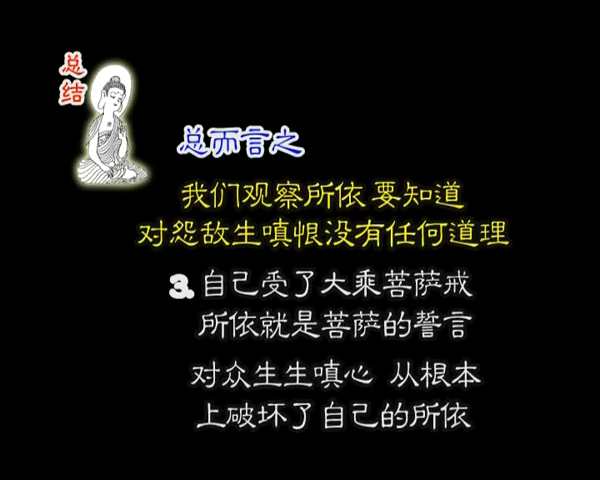 总结
总而言之
我们观察所依 要知道
对怨敌生嗔恨没有任何道理
3. 自己受了大乘菩萨戒
所依就是菩萨的誓言
对众生生嗔心 从根本
上破坏了自己的所依